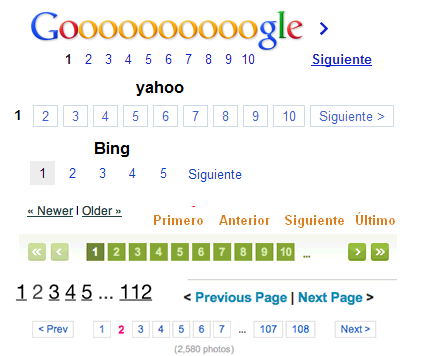 Goooooooooogle >
1 2 3 4 5 6 7 8 9 10 Siguiente
yahoo
1 2 3 4 5 6 7 8 9 10 Siguiente >
Bing
1 2 3 4 5 Siguiente
« Newer | Older »
Primero Anterior Siguiente Último
« < 1 2 3 4 5 6 7 8 9 10 ... > »
1 2 3 4 5 ... 112
< Previous Page | Next Page >
< Prev 1 2 3 4 5 6 7 ... 107 108 Next >
(2,580 photos)